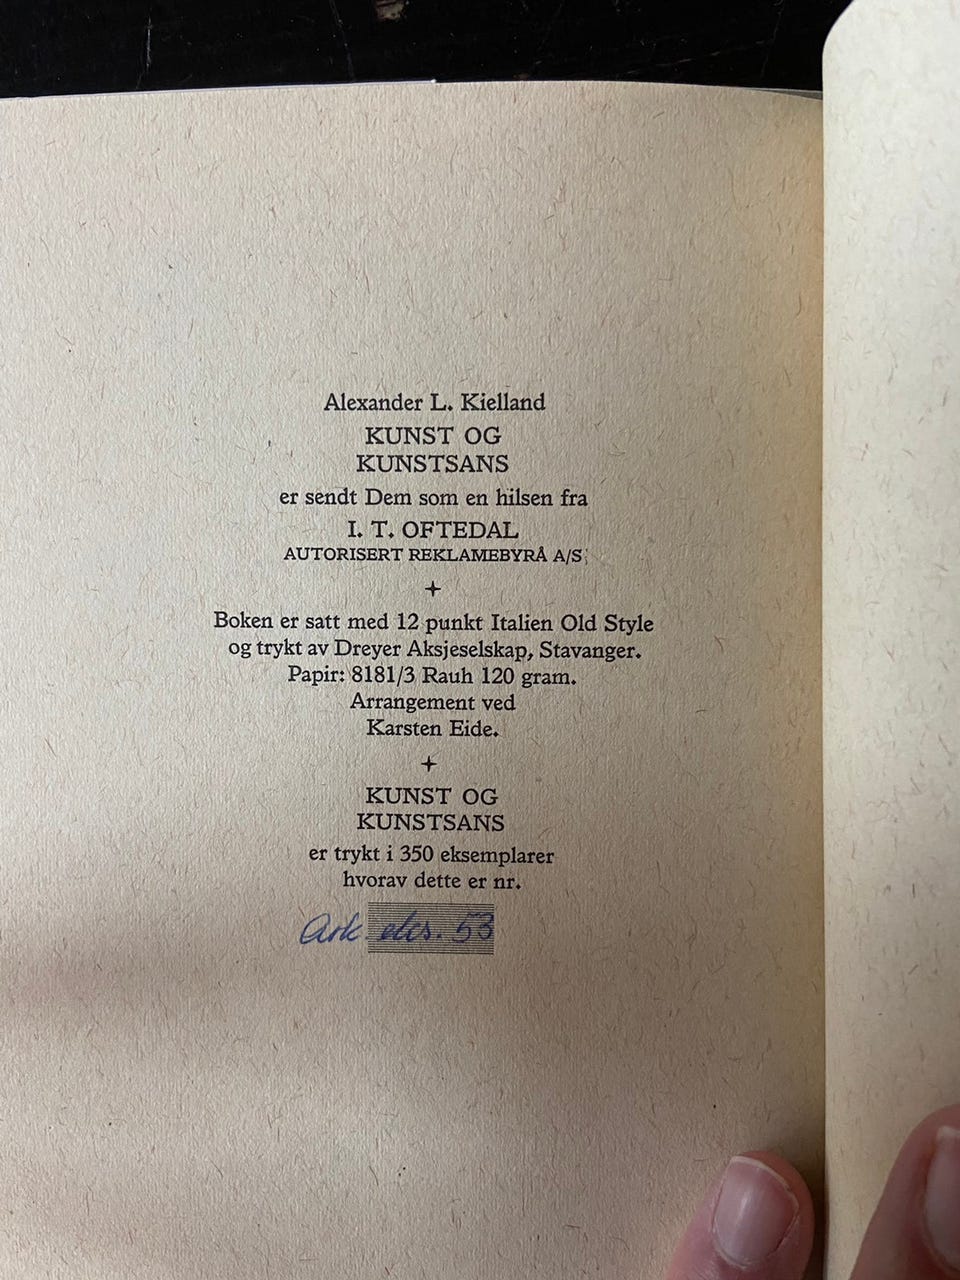 Alexander L. Kielland
KUNST OG
KUNSTSANS
er sendt Dem som en hilsen fra
I. T. OFTEDAL
AUTORISERT REKLAMEBYRÅ A/S
Boken er satt med 12 punkt Italien Old Style
og trykt av Dreyer Aksjeselskap, Stavanger.
Papir: 8181/3 Rauh 120 gram.
Arrangement ved
Karsten Eide.
KUNST OG
KUNSTSANS
er trykt i 350 eksemplarer
hvorav dette er nr.
Ark. eks. 53